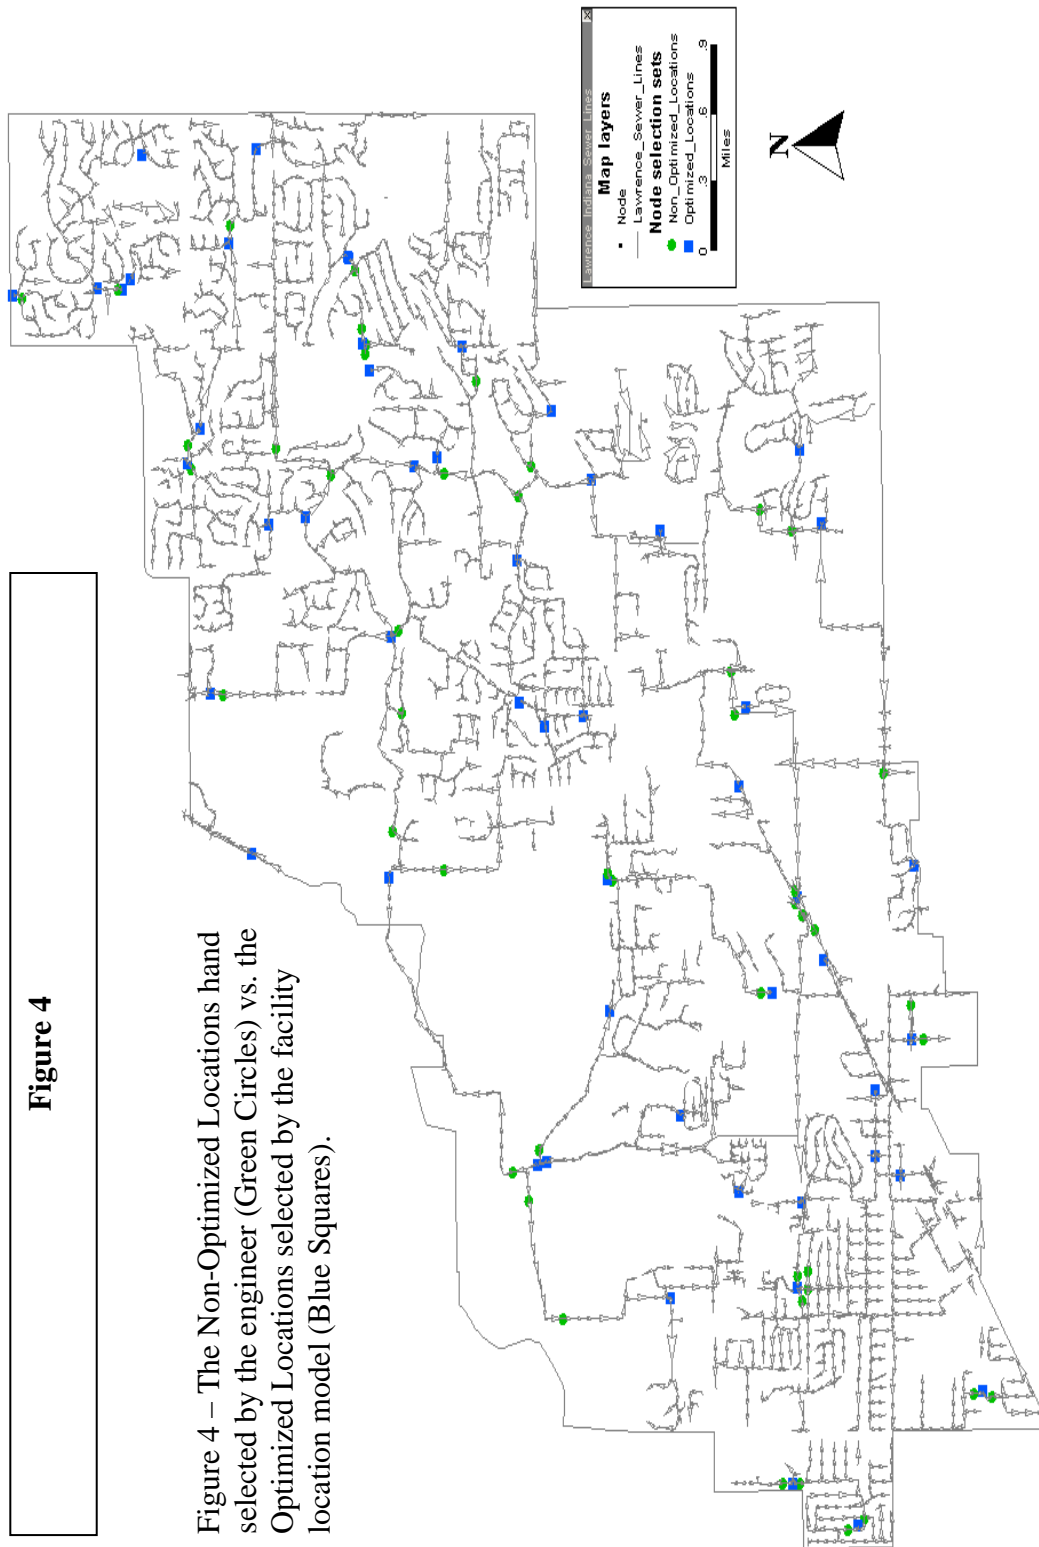 Figure 4
Figure 4 – The Non-Optimized Locations hand
selected by the engineer (Green Circles) vs. the
Optimized Locations selected by the facility
location model (Blue Squares).
Lawrence Indiana Sewer Lines
Map layers
Node
Lawrence_Sewer_Lines
Node selection sets
Non_Optimized_Locations
Optimized_Locations
0 .3 .6 .9
Miles
N